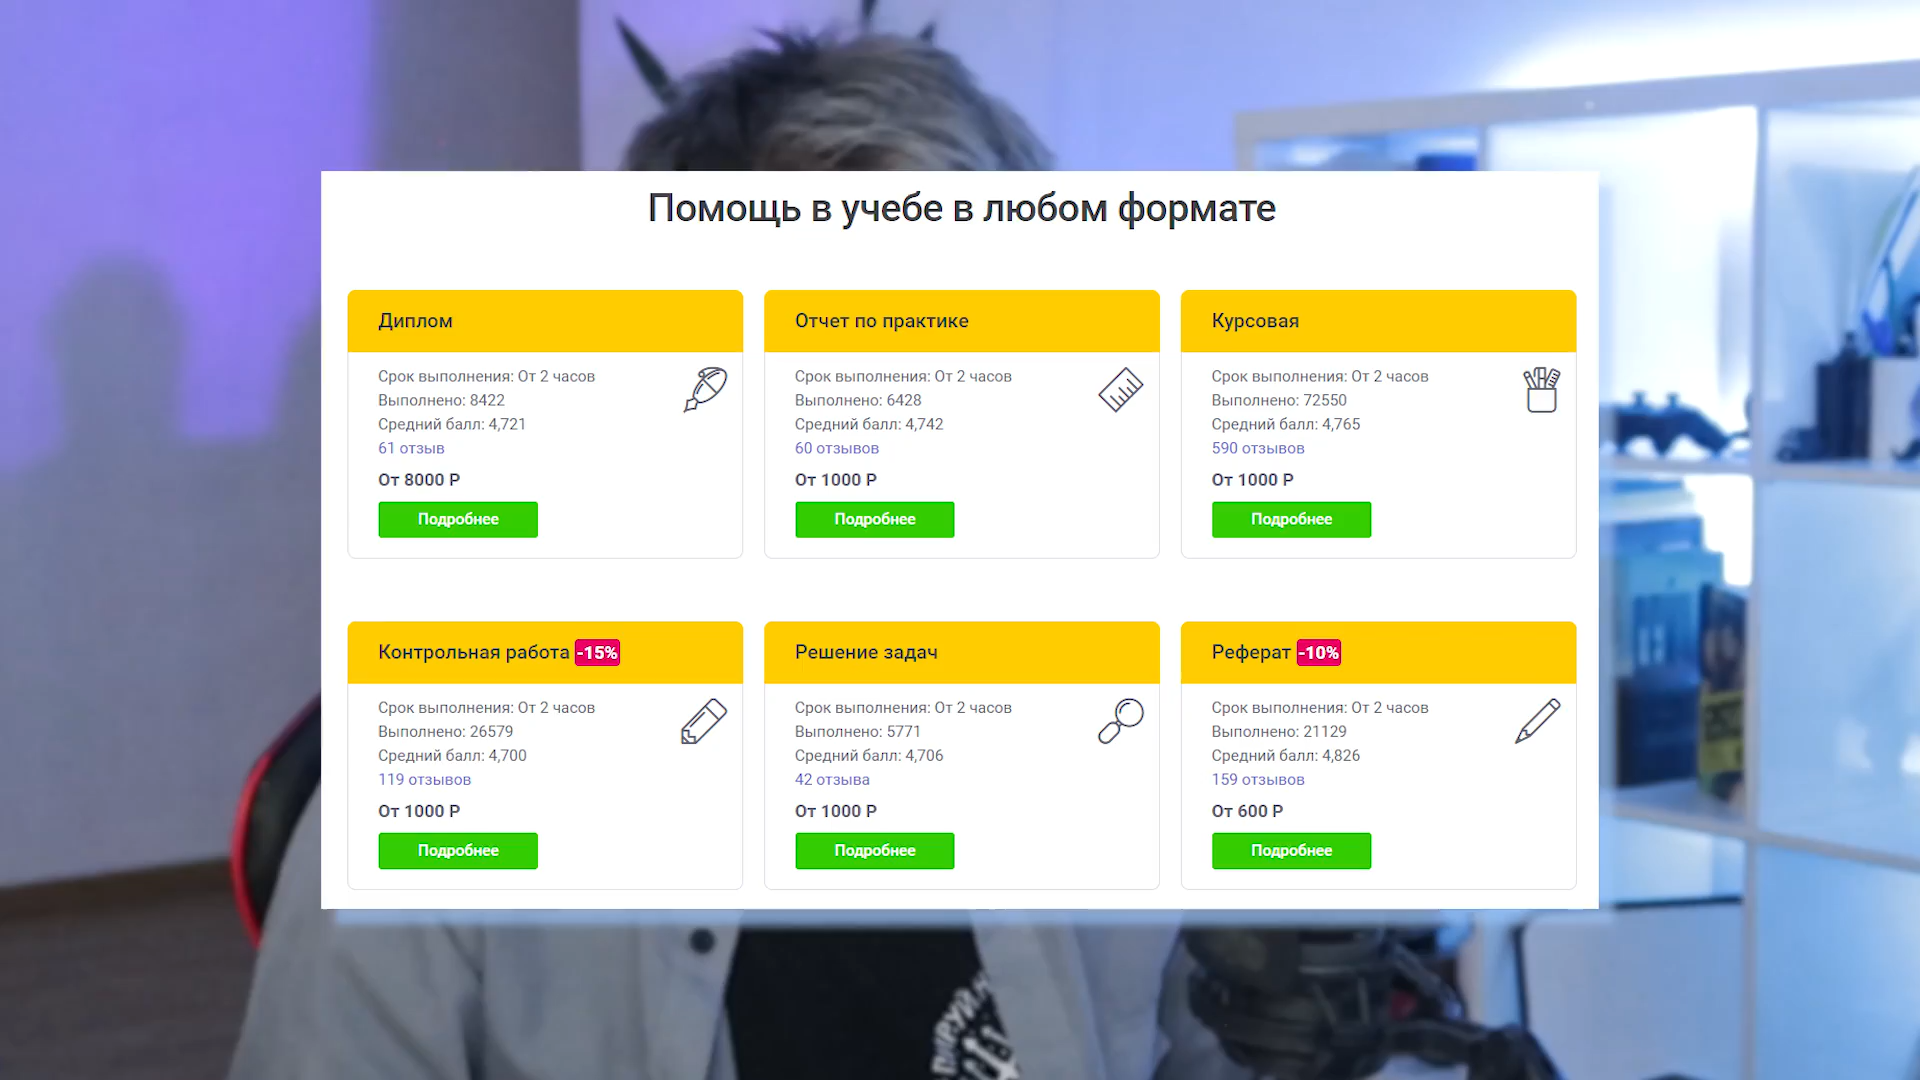 Помощь в учебе в любом формате
Диплом
Срок выполнения: От 2 часов
Выполнено: 8422
Средний балл: 4,721
61 отзыв
От 8000 Р
Подробнее
Отчет по практике
Срок выполнения: От 2 часов
Выполнено: 6428
Средний балл: 4,742
60 отзывов
От 1000 Р
Подробнее
Курсовая
Срок выполнения: От 2 часов
Выполнено: 72550
Средний балл: 4,765
590 отзывов
От 1000 Р
Подробнее
Контрольная работа -15%
Срок выполнения: От 2 часов
Выполнено: 26579
Средний балл: 4,700
119 отзывов
От 1000 Р
Подробнее
Решение задач
Срок выполнения: От 2 часов
Выполнено: 5771
Средний балл: 4,706
42 отзыва
От 1000 Р
Подробнее
Реферат -10%
Срок выполнения: От 2 часов
Выполнено: 21129
Средний балл: 4,826
159 отзывов
От 600 Р
Подробнее